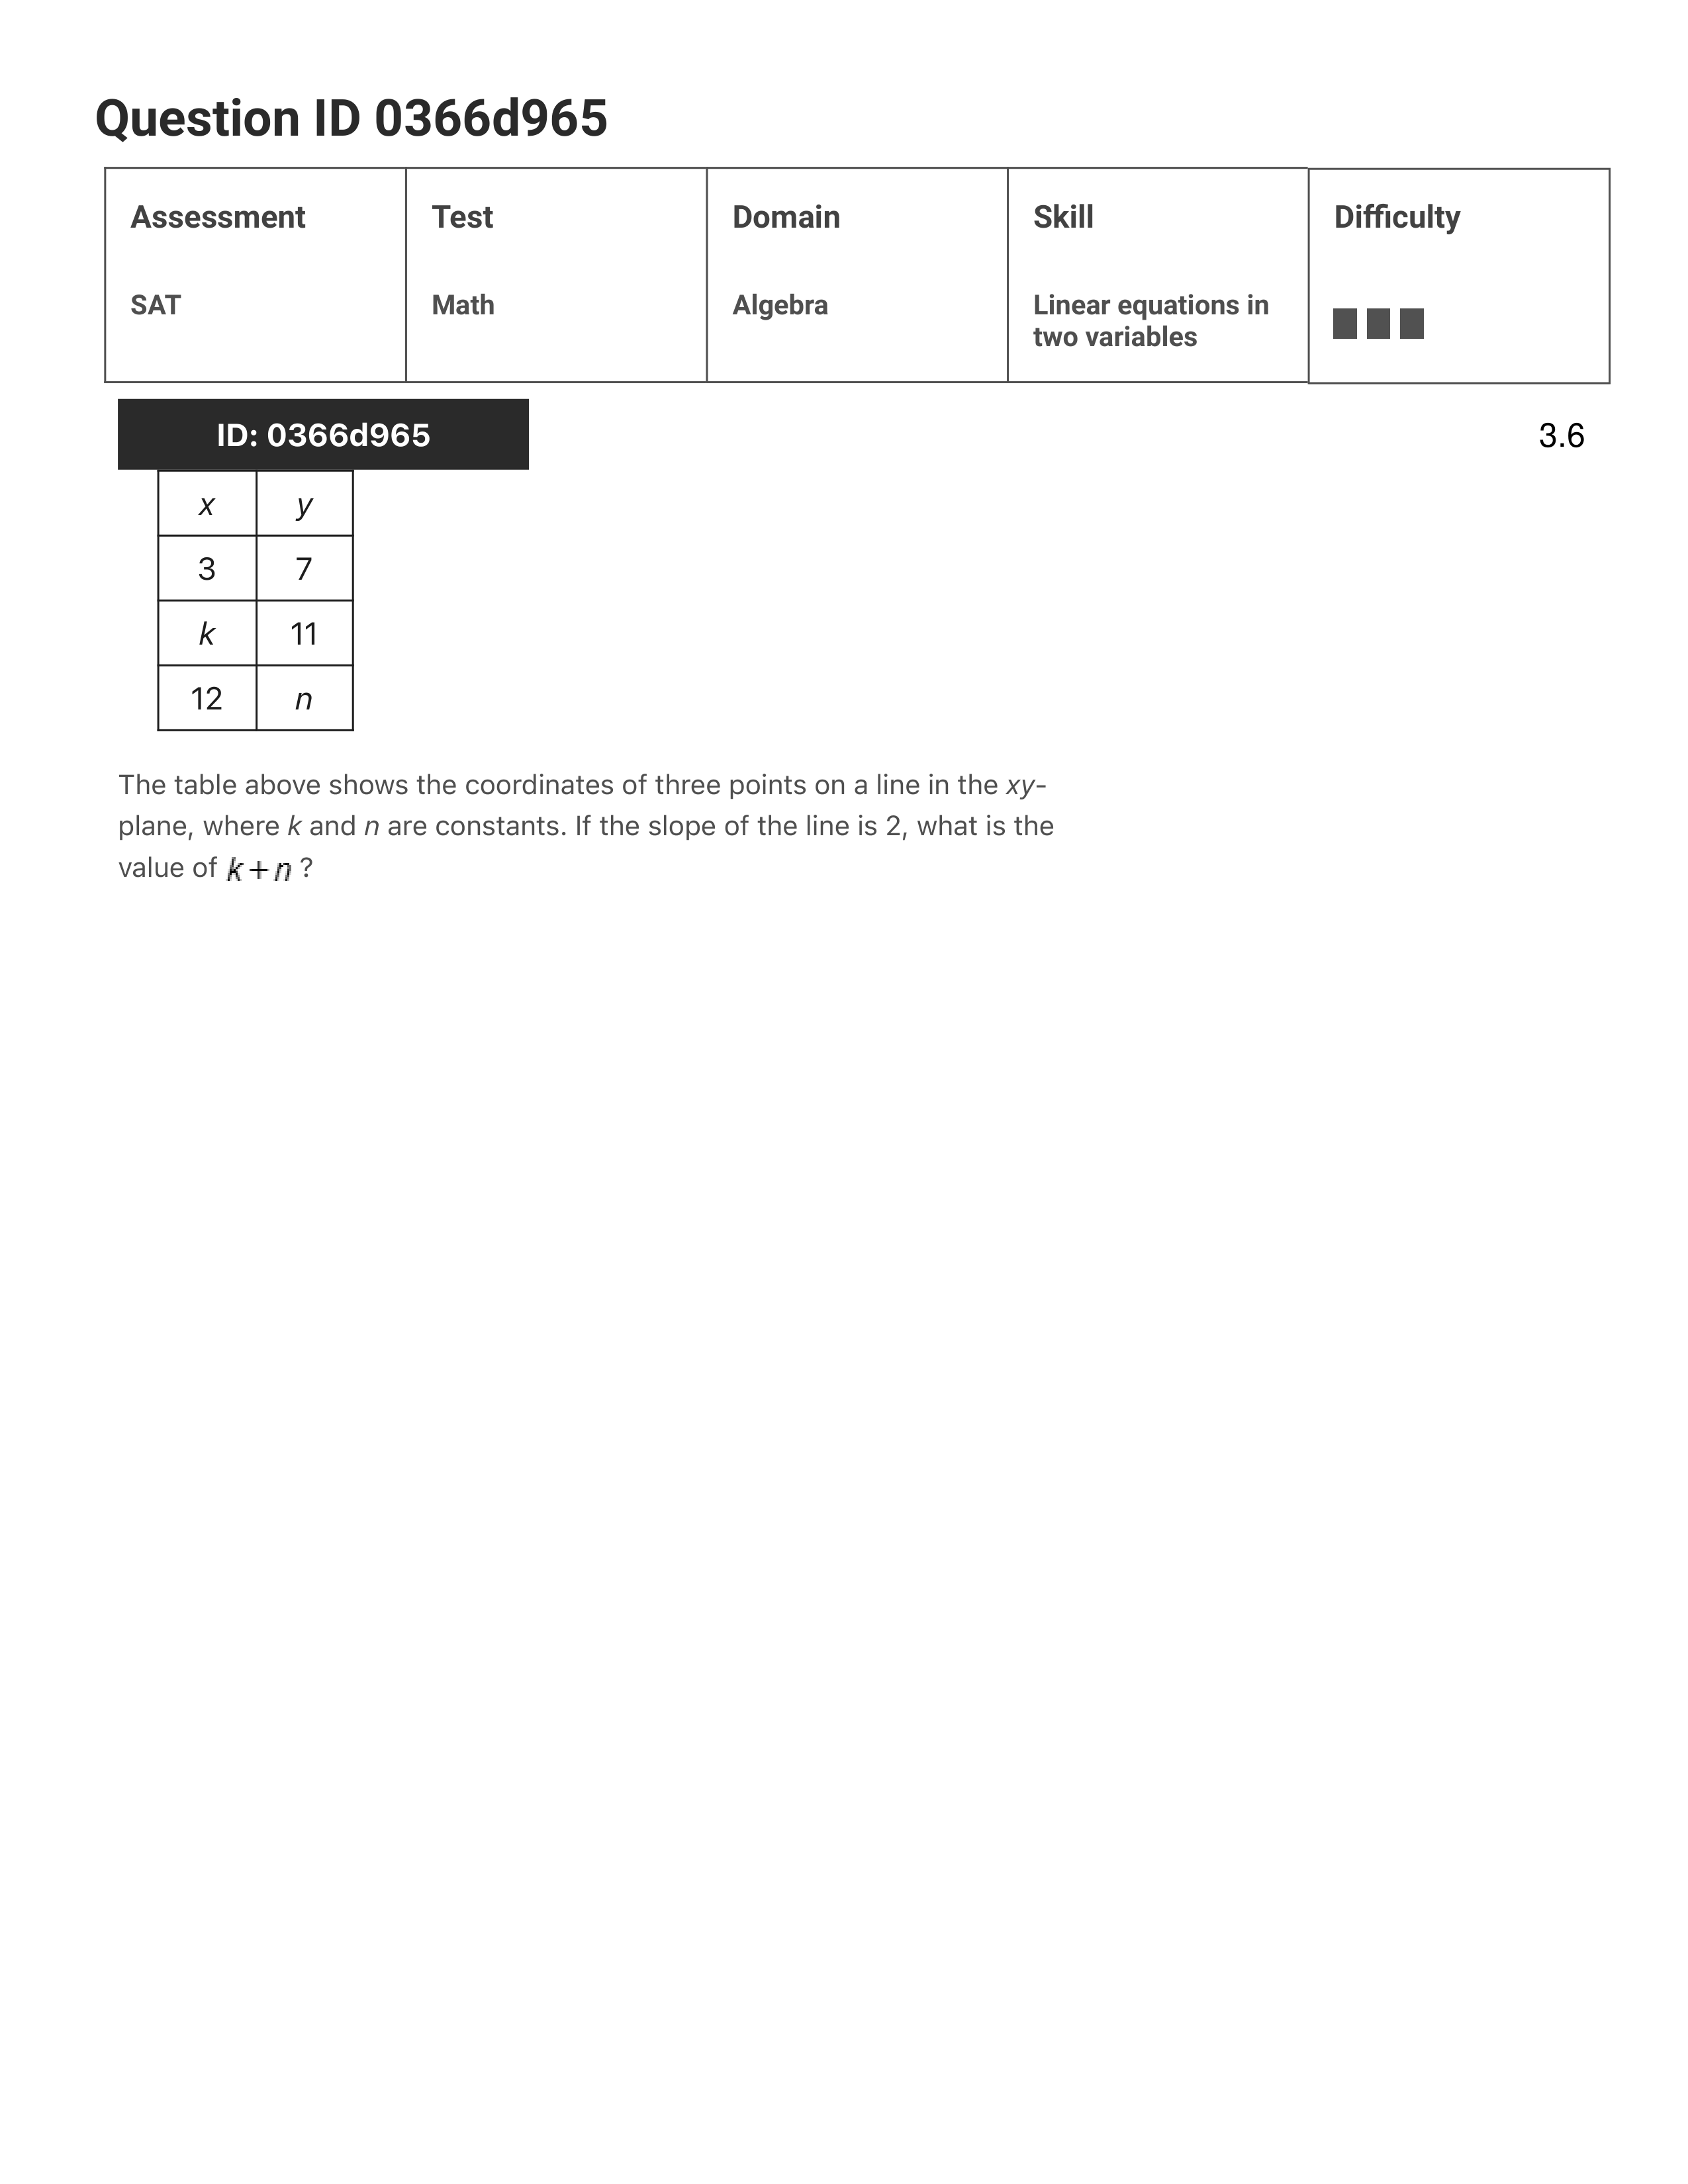 Question ID 0366d965
Assessment Test Domain Skill Difficulty
SAT Math Algebra Linear equations in
two variables
ID: 0366d965 3.6
x y
3 7
k 11
12 n
The table above shows the coordinates of three points on a line in the xy-
plane, where k and n are constants. If the slope of the line is 2, what is the
value of k + n ?